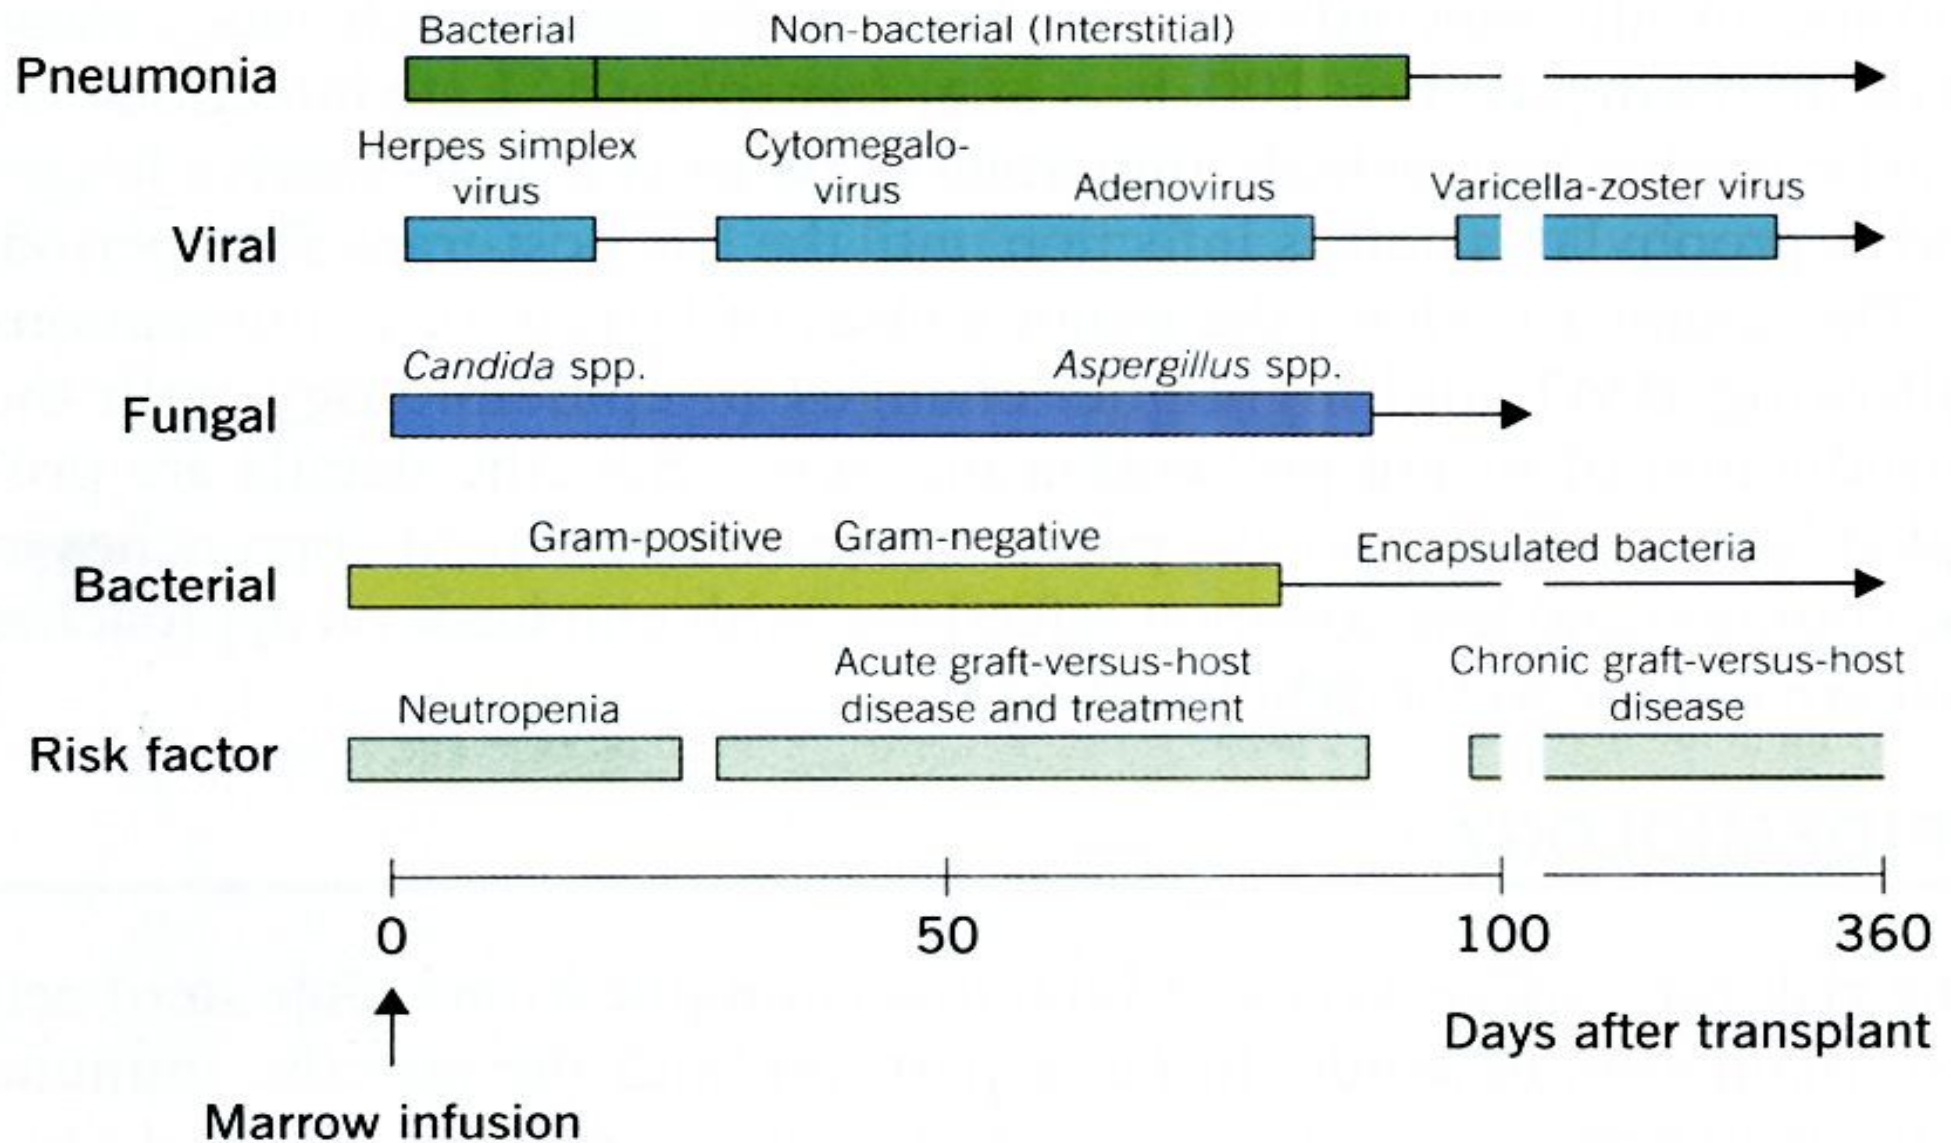 Bacterial
Non-bacterial (Interstitial)
Pneumonia
Herpes simplex
virus
Cytomegalo-
virus
Adenovirus
Varicella-zoster virus
Viral
Candida spp.
Aspergillus spp.
Fungal
Gram-positive
Gram-negative
Encapsulated bacteria
Bacterial
Neutropenia
Acute graft-versus-host
disease and treatment
Chronic graft-versus-host
disease
Risk factor
0
50
100
360
Days after transplant
Marrow infusion